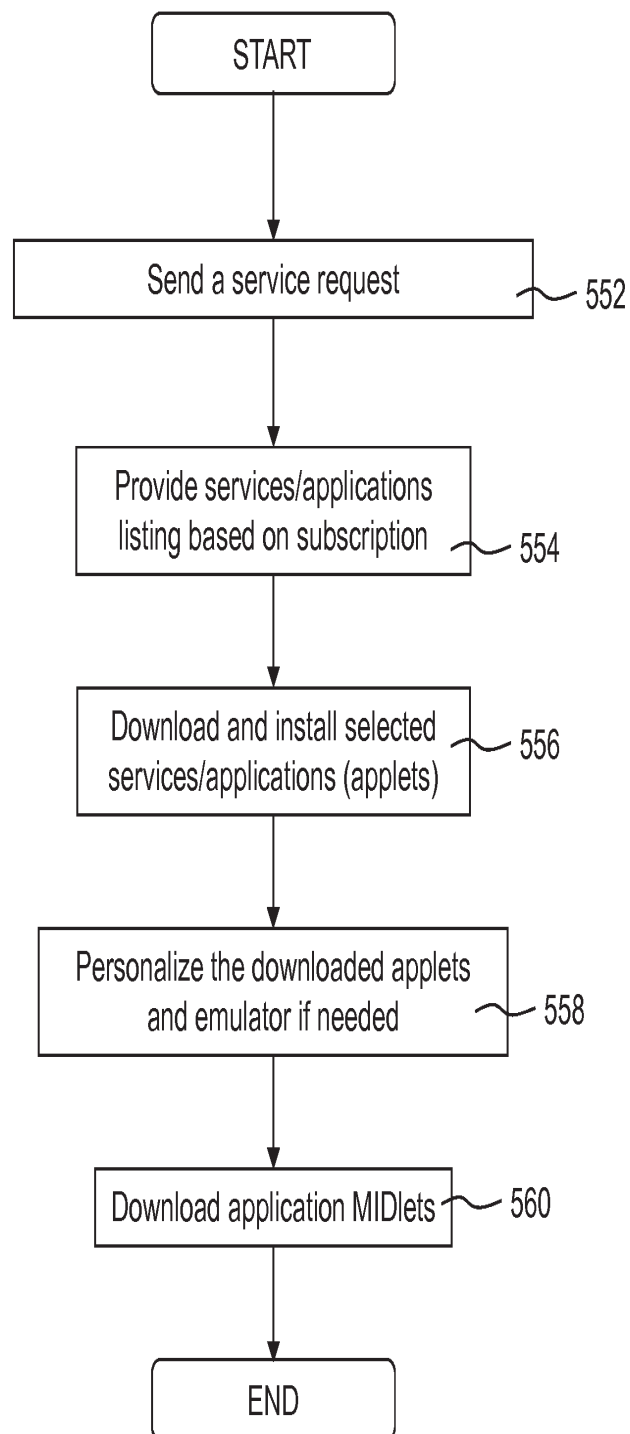 START
Send a service request
552
Provide services/applications
listing based on subscription
554
Download and install selected
services/applications (applets)
556
Personalize the downloaded applets
and emulator if needed
558
Download application MIDlets
560
END